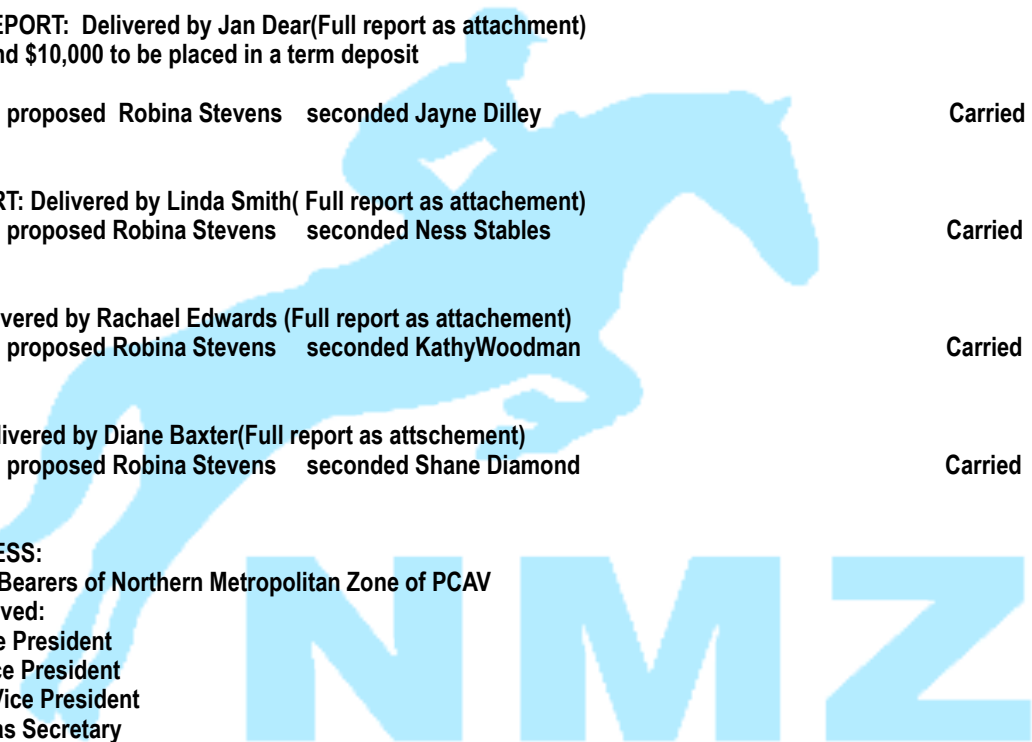 EPORT: Delivered by Jan Dear(Full report as attachment)
nd $10,000 to be placed in a term deposit
proposed Robina Stevens seconded Jayne Dilley Carried
RT: Delivered by Linda Smith( Full report as attachement)
proposed Robina Stevens seconded Ness Stables Carried
vered by Rachael Edwards (Full report as attachement)
proposed Robina Stevens seconded KathyWoodman Carried
livered by Diane Baxter(Full report as attschement)
proposed Robina Stevens seconded Shane Diamond Carried
ESS:
Bearers of Northern Metropolitan Zone of PCAV
ved:
e President
ce President
Vice President
as Secretary
NMZ